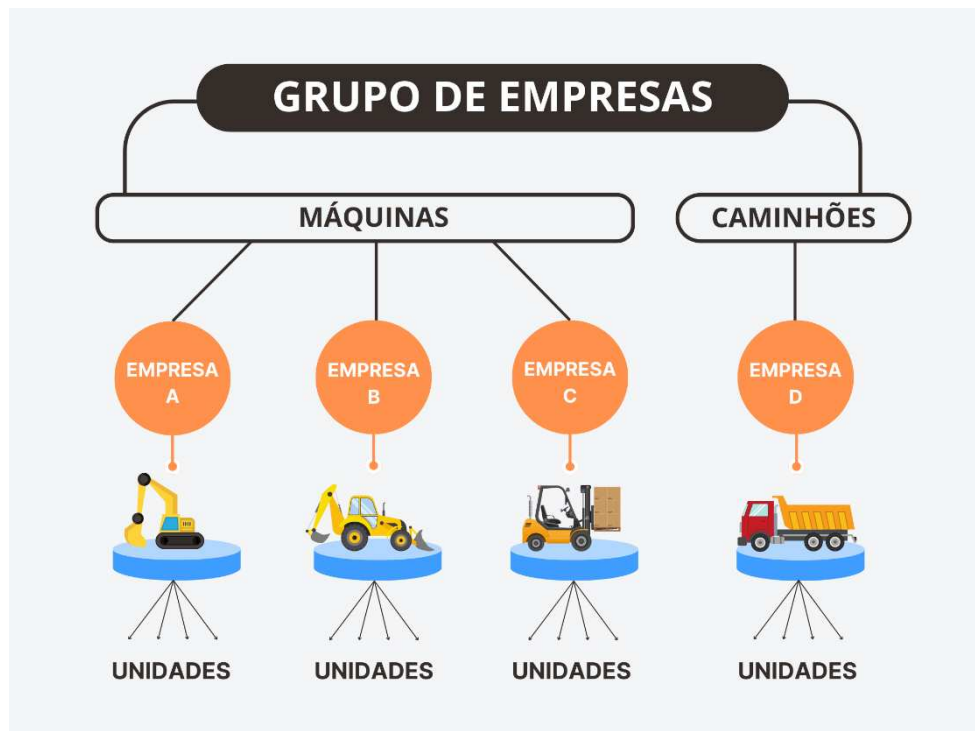 GRUPO DE EMPRESAS
MÁQUINAS
CAMINHÕES
EMPRESA
A
EMPRESA
B
EMPRESA
C
EMPRESA
D
UNIDADES
UNIDADES
UNIDADES
UNIDADES